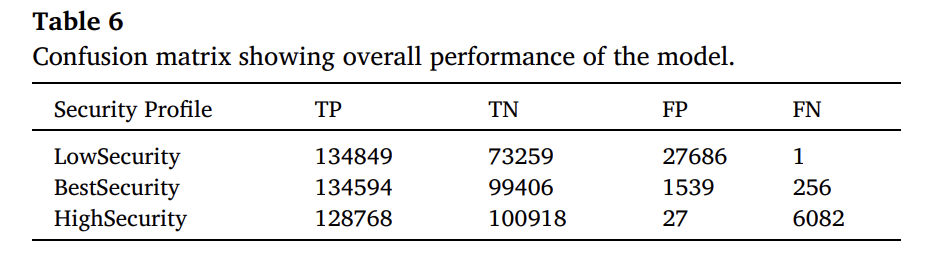 Table 6
Confusion matrix showing overall performance of the model.
Security Profile TP TN FP FN
LowSecurity 134849 73259 27686 1
BestSecurity 134594 99406 1539 256
HighSecurity 128768 100918 27 6082